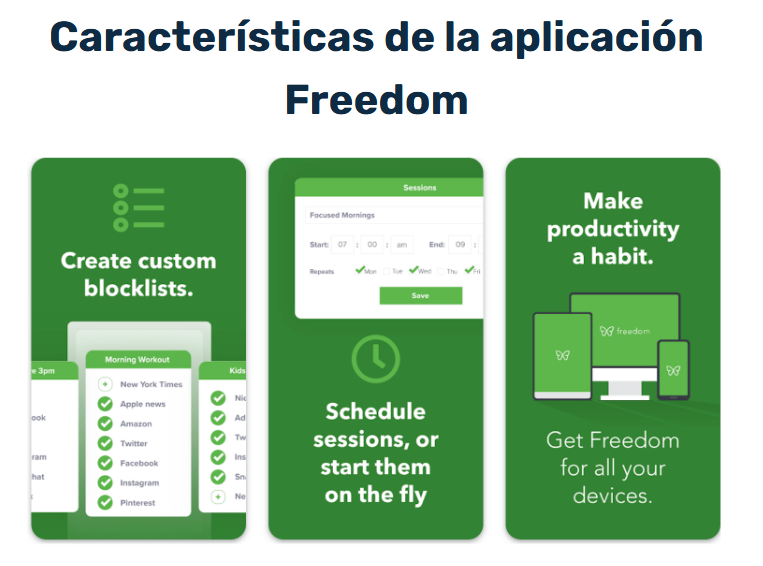 Características de la aplicación
Freedom
Create custom
blocklists.
e 3pm
ook
ram
hat
Morning Workout
New York Times
Apple news
Amazon
Twitter
Facebook
Instagram
Pinterest
Kids
Nic
Ad
Tw
Ins
Sna
Ne
Sessions
Focused Mornings
Start: 07 : 00 : am End: 09 :
Repeats Mon Tue Wed Thu Fri
Save
Schedule
sessions, or
start them
on the fly
Make
productivity
a habit.
freedom
Get Freedom
for all your
devices.